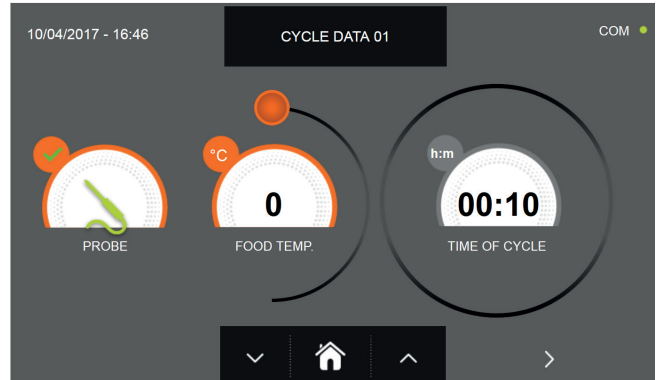 10/04/2017 - 16:46
CYCLE DATA 01
COM
°C
h:m
0
00:10
PROBE
FOOD TEMP.
TIME OF CYCLE